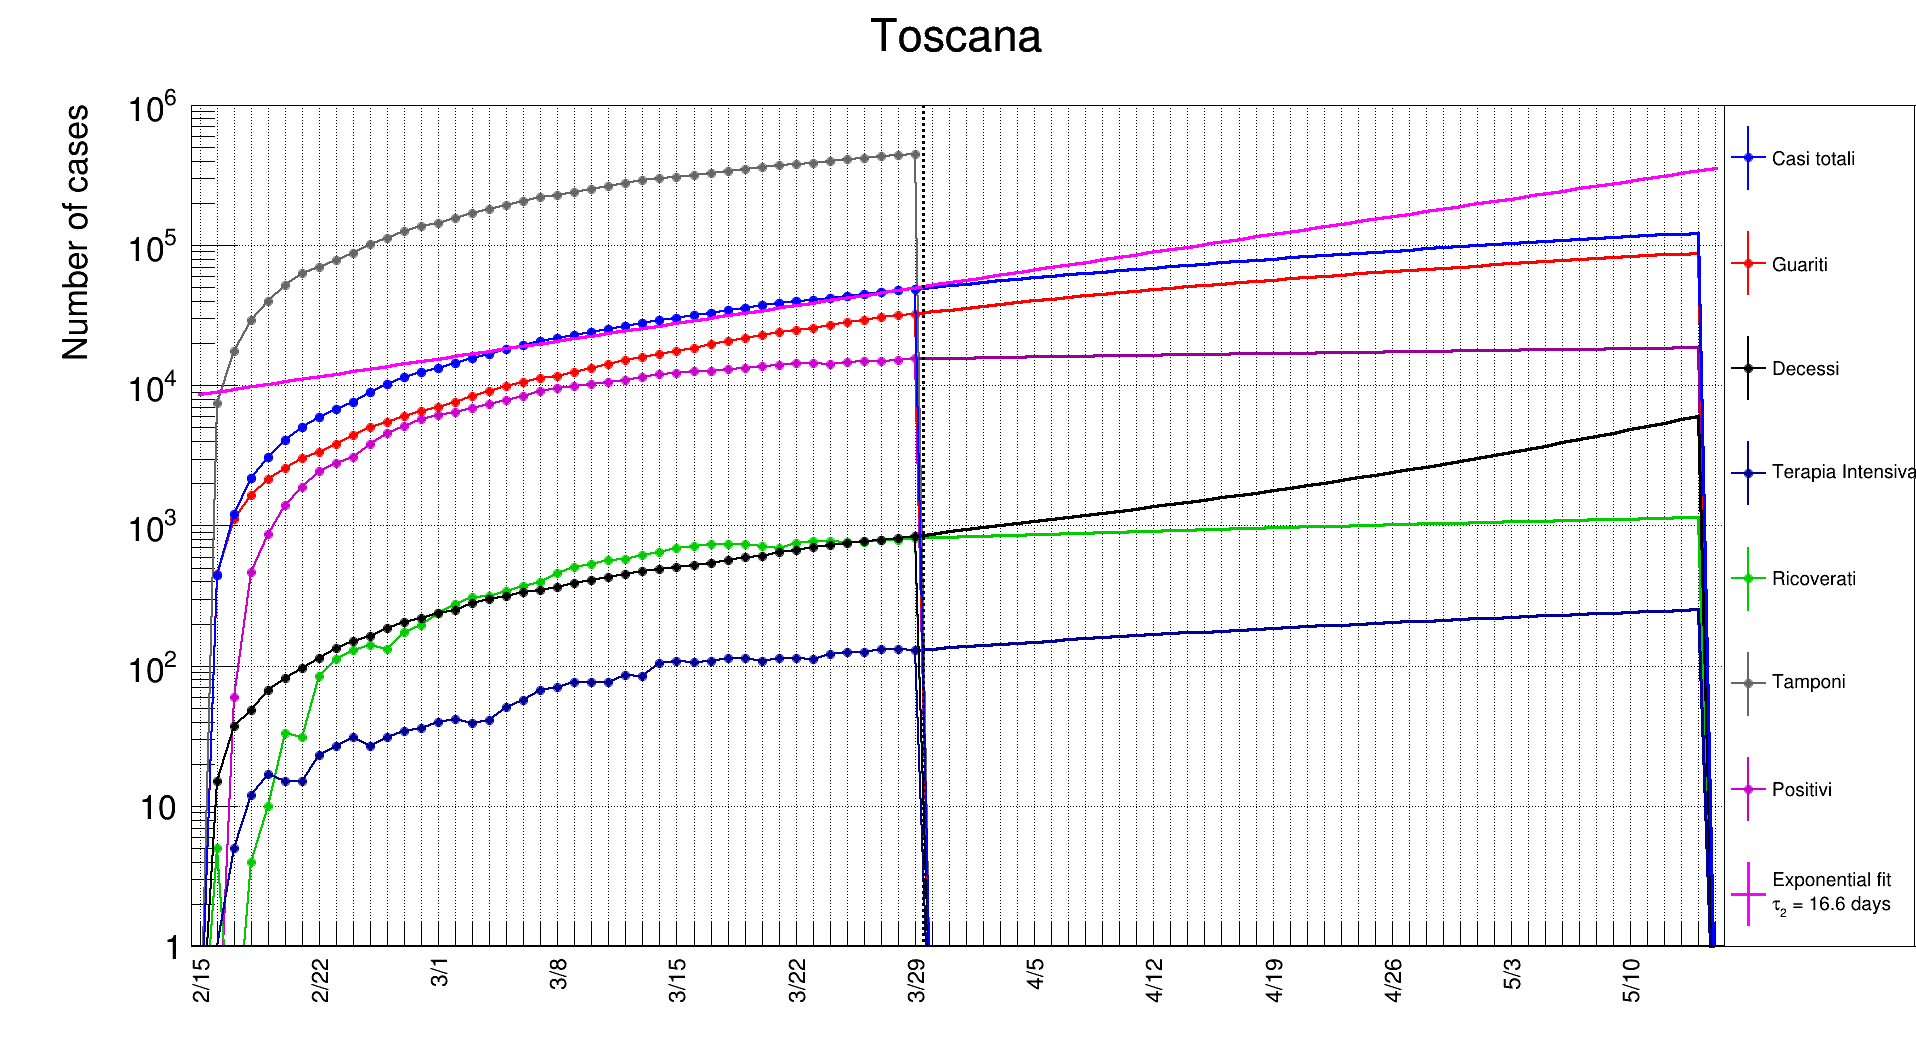 Toscana
Number of cases
10^6
10^5
10^4
10^3
10^2
10
1
2/15
2/22
3/1
3/8
3/15
3/22
3/29
4/5
4/12
4/19
4/26
5/3
5/10
Casi totali
Guariti
Decessi
Terapia Intensiva
Ricoverati
Tamponi
Positivi
Exponential fit
τ2 = 16.6 days